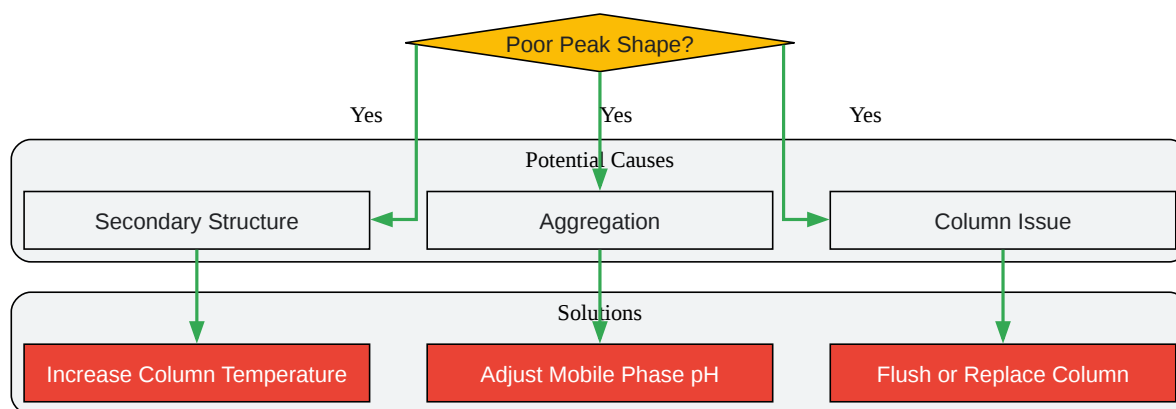 Poor Peak Shape?
Yes
Yes
Yes
Potential Causes
Secondary Structure
Aggregation
Column Issue
Solutions
Increase Column Temperature
Adjust Mobile Phase pH
Flush or Replace Column